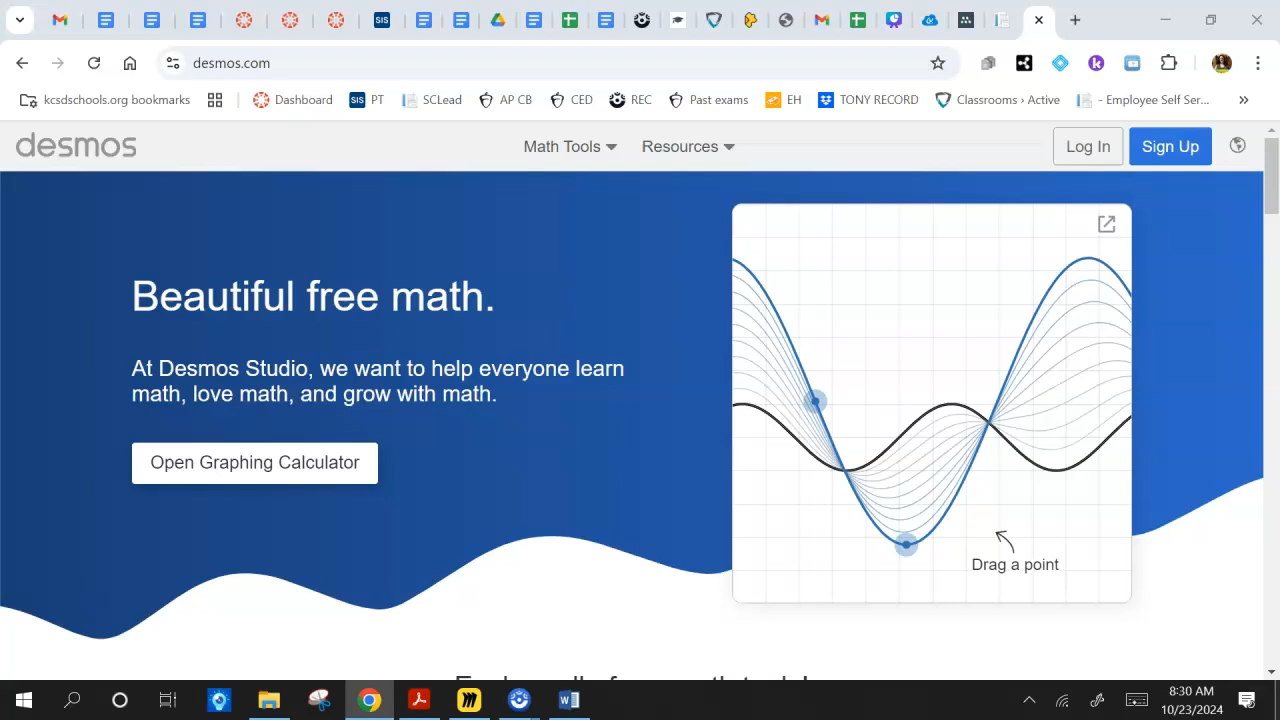 desmos.com
kcsdschools.org bookmarks
Dashboard
SIS
PT
SCLead
AP CB
CED
REC
Past exams
EH
TONY RECORD
Classrooms › Active
- Employee Self Ser...
desmos
Math Tools
Resources
Log In
Sign Up
Beautiful free math.
At Desmos Studio, we want to help everyone learn
math, love math, and grow with math.
Open Graphing Calculator
Drag a point
8:30 AM
10/23/2024